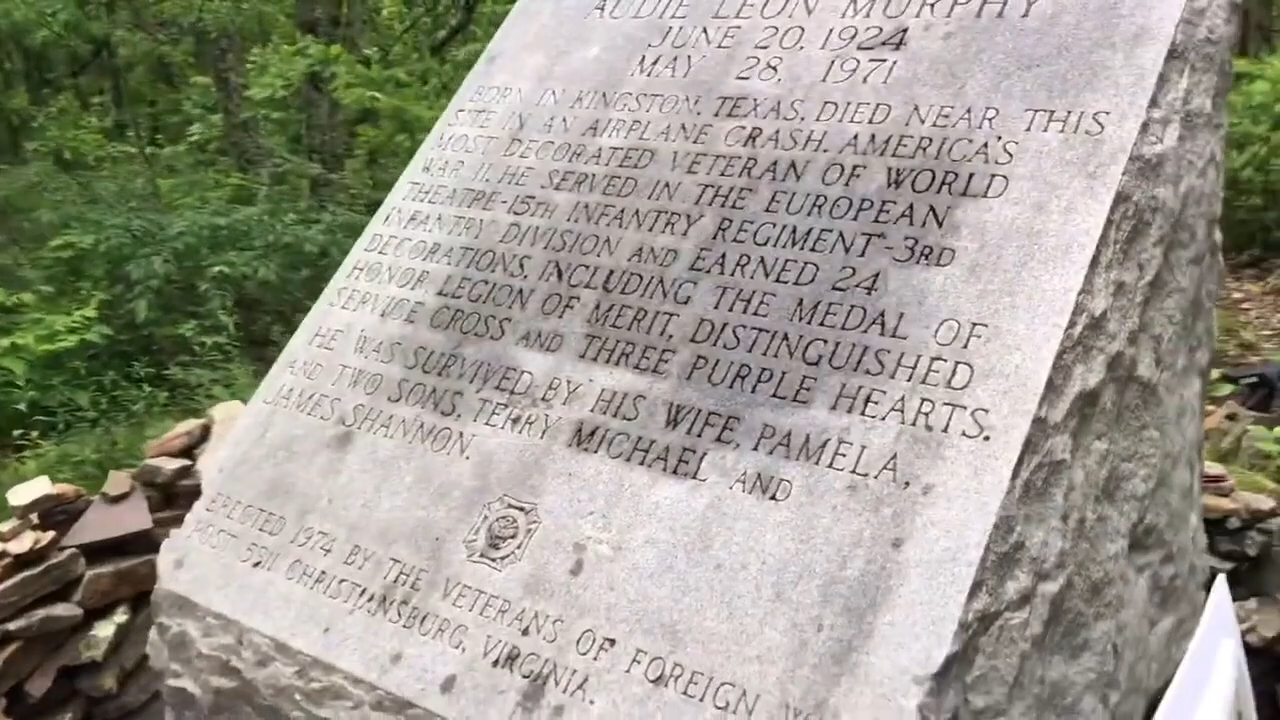 AUDIE LEON MURPHY
JUNE 20, 1924
MAY 28, 1971
BORN IN KINGSTON, TEXAS, DIED NEAR THIS
SITE IN AN AIRPLANE CRASH. AMERICA'S
MOST DECORATED VETERAN OF WORLD
WAR II. HE SERVED IN THE EUROPEAN
THEATRE-15TH INFANTRY REGIMENT-3RD
INFANTRY DIVISION AND EARNED 24
DECORATIONS, INCLUDING THE MEDAL OF
HONOR, LEGION OF MERIT, DISTINGUISHED
SERVICE CROSS AND THREE PURPLE HEARTS.
HE WAS SURVIVED BY HIS WIFE, PAMELA,
AND TWO SONS, TERRY MICHAEL AND
JAMES SHANNON.
ERECTED 1974 BY THE VETERANS OF FOREIGN
POST 5311 CHRISTIANSBURG, VIRGINIA.